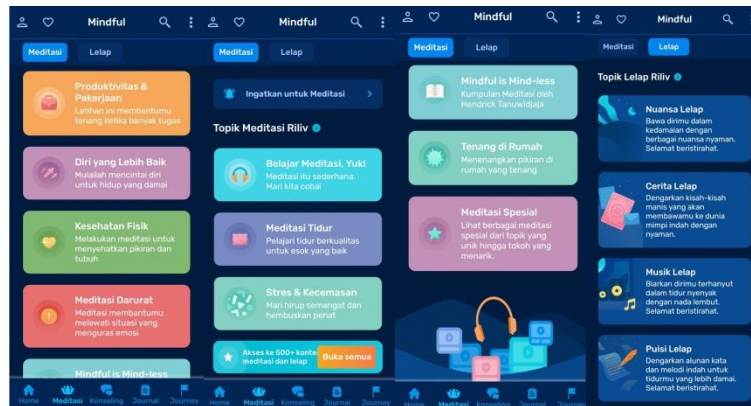 Mindful
Meditasi
Lelap
Produktivitas &
Pekerjaan
Latihan ini membantumu
tenang ketika banyak tugas
Diri yang Lebih Baik
Mulailah mencintai diri
untuk hidup yang damai
Kesehatan Fisik
Melakukan meditasi untuk
menyehatkan pikiran dan
tubuh
Meditasi Darurat
Meditasi membantumu
melewati situasi yang
menguras emosi
Mindful is Mind-less
Home
Meditasi
Konseling
Journal
Journey
Mindful
Meditasi
Lelap
Ingatkan untuk Meditasi
Topik Meditasi Riliv
Belajar Meditasi, Yuk!
Meditasi itu sederhana.
Mari kita coba!
Meditasi Tidur
Pelajari tidur berkualitas
untuk esok yang baik
Stres & Kecemasan
Mari hirup semangat dan
hembuskan penat
Akses ke 500+ konte
meditasi dan lelap
Buka semua
Home
Meditasi
Konseling
Journal
Journey
Mindful
Meditasi
Lelap
Mindful is Mind-less
Kumpulan Meditasi oleh
Hendrick Tanuwidjaja
Tenang di Rumah
Menenangkan pikiran di
rumah yang tenang
Meditasi Spesial
Lihat berbagai meditasi
spesial dari topik yang
unik hingga tokoh yang
menarik.
Home
Meditasi
Konseling
Journal
Journey
Mindful
Meditasi
Lelap
Topik Lelap Riliv
Nuansa Lelap
Bawa dirimu dalam
kedamaian dengan
berbagai nuansa nyaman.
Selamat beristirahat.
Cerita Lelap
Dengarkan kisah-kisah
manis yang akan
membawamu ke dunia
mimpi indah dengan
nyaman.
Musik Lelap
Biarkan dirimu terhanyut
dalam tidur nyenyak
dengan nada lembut.
Selamat beristirahat.
Puisi Lelap
Dengarkan alunan kata
dan melodi indah untuk
tidurmu yang lebih damai.
Selamat beristirahat.
Home
Meditasi
Konseling
Journal
Journey